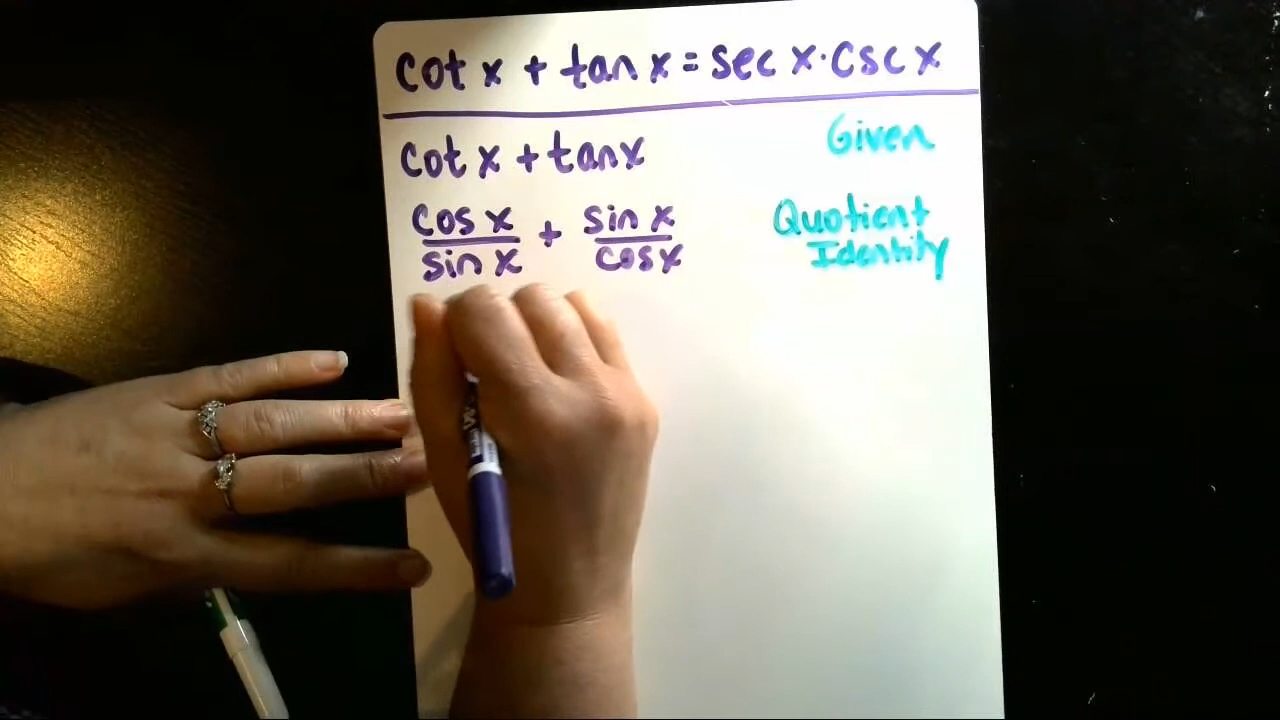 cot x + tan x = sec x · csc x
cot x + tan x Given
cos x / sin x + sin x / cos x Quotient
Identity